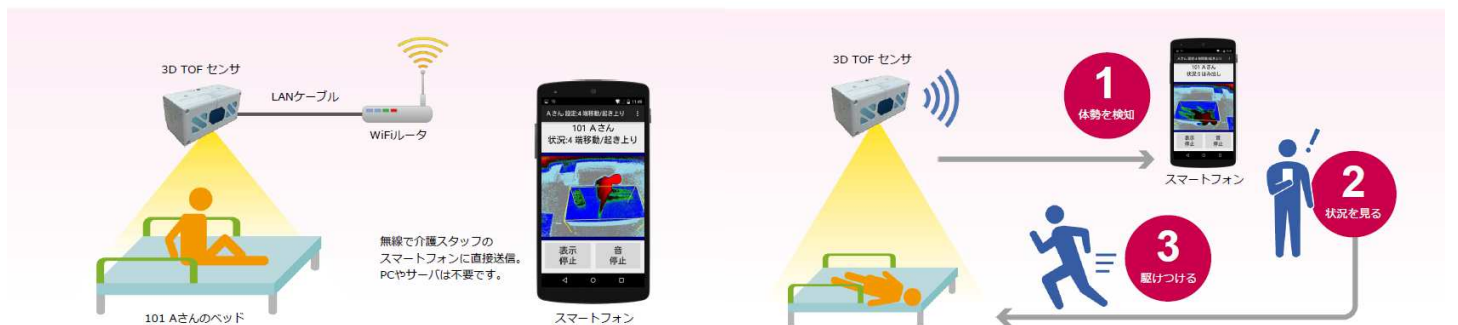 3D TOF センサ
LANケーブル
WiFiルータ
11:49
Aさん 設定:4 端移動/起き上り
101 Aさん
状況:4 端移動/起き上り
表示
停止
音
停止
スマートフォン
無線で介護スタッフの
スマートフォンに直接送信。
PCやサーバは不要です。
101 Aさんのベッド
3D TOF センサ
1
体勢を検知
101 Aさん
表示
停止
音
停止
スマートフォン
!
2
状況を見る
3
駆けつける